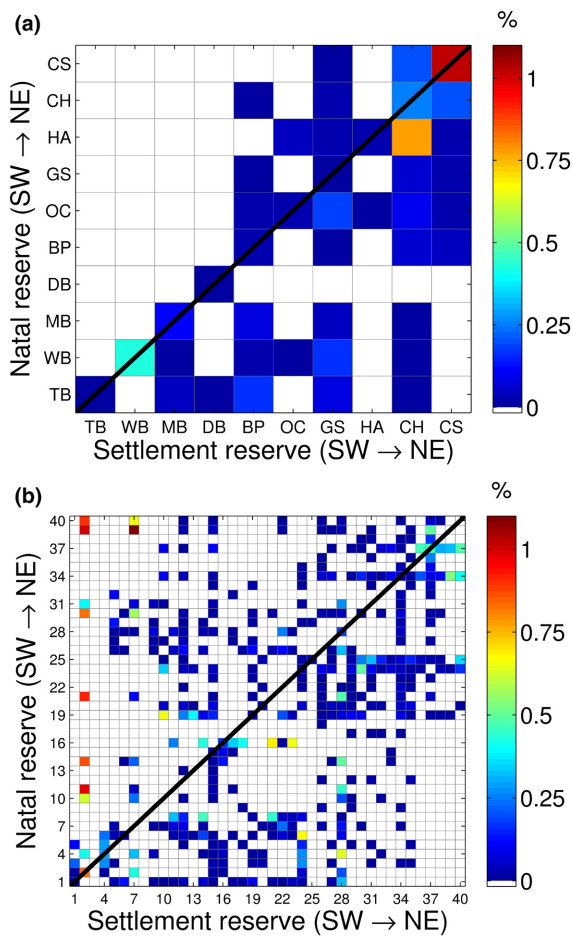 (a)
%
CS
CH
HA
GS
OC
BP
DB
MB
WB
TB
Natal reserve (SW → NE)
TB WB MB DB BP OC GS HA CH CS
Settlement reserve (SW → NE)
1
0.75
0.5
0.25
0
(b)
%
40
37
34
31
28
25
22
19
16
13
10
7
4
1
Natal reserve (SW → NE)
1 4 7 10 13 16 19 22 25 28 31 34 37 40
Settlement reserve (SW → NE)
1
0.75
0.5
0.25
0